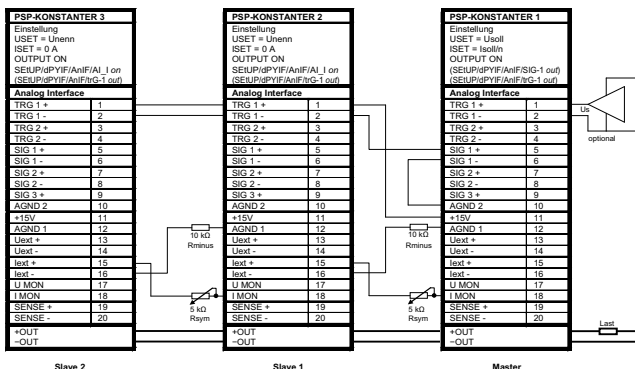 PSP-KONSTANTER 3
Einstellung
USET = Unenn
ISET = 0 A
OUTPUT ON
SEtUP/dPYIF/AnIF/AI_I on
(SEtUP/dPYIF/AnIF/trG-1 out)
Analog Interface
TRG 1 + 1
TRG 1 - 2
TRG 2 + 3
TRG 2 - 4
SIG 1 + 5
SIG 1 - 6
SIG 2 + 7
SIG 2 - 8
SIG 3 + 9
AGND 2 10
+15V 11
AGND 1 12
Uext + 13
Uext - 14
Iext + 15
Iext - 16
U MON 17
I MON 18
SENSE + 19
SENSE - 20
+OUT
−OUT
Slave 2
10 kΩ
Rminus
5 kΩ
Rsym
PSP-KONSTANTER 2
Einstellung
USET = Unenn
ISET = 0 A
OUTPUT ON
SEtUP/dPYIF/AnIF/AI_I on
(SEtUP/dPYIF/AnIF/trG-1 out)
Analog Interface
TRG 1 + 1
TRG 1 - 2
TRG 2 + 3
TRG 2 - 4
SIG 1 + 5
SIG 1 - 6
SIG 2 + 7
SIG 2 - 8
SIG 3 + 9
AGND 2 10
+15V 11
AGND 1 12
Uext + 13
Uext - 14
Iext + 15
Iext - 16
U MON 17
I MON 18
SENSE + 19
SENSE - 20
+OUT
−OUT
Slave 1
10 kΩ
Rminus
5 kΩ
Rsym
PSP-KONSTANTER 1
Einstellung
USET = Usoll
ISET = Isoll/n
OUTPUT ON
(SEtUP/dPYIF/AnIF/SIG-1 out)
(SEtUP/dPYIF/AnIF/trG-1 out)
Analog Interface
TRG 1 + 1
TRG 1 - 2
TRG 2 + 3
TRG 2 - 4
SIG 1 + 5
SIG 1 - 6
SIG 2 + 7
SIG 2 - 8
SIG 3 + 9
AGND 2 10
+15V 11
AGND 1 12
Uext + 13
Uext - 14
Iext + 15
Iext - 16
U MON 17
I MON 18
SENSE + 19
SENSE - 20
+OUT
−OUT
Master
Us
optional
Last